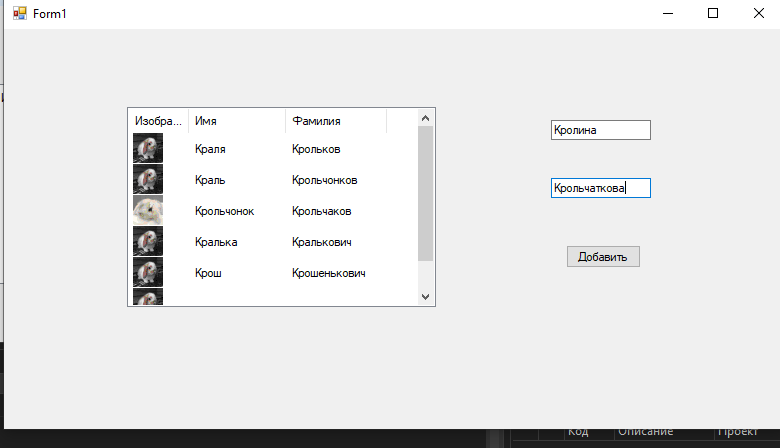 Form1
Изобра... Имя Фамилия
Краля Крольков
Краль Крольчонков
Крольчонок Крольчаков
Кралька Кралькович
Крош Крошенькович
Кролина
Крольчаткова
Добавить
Код Описание Проект